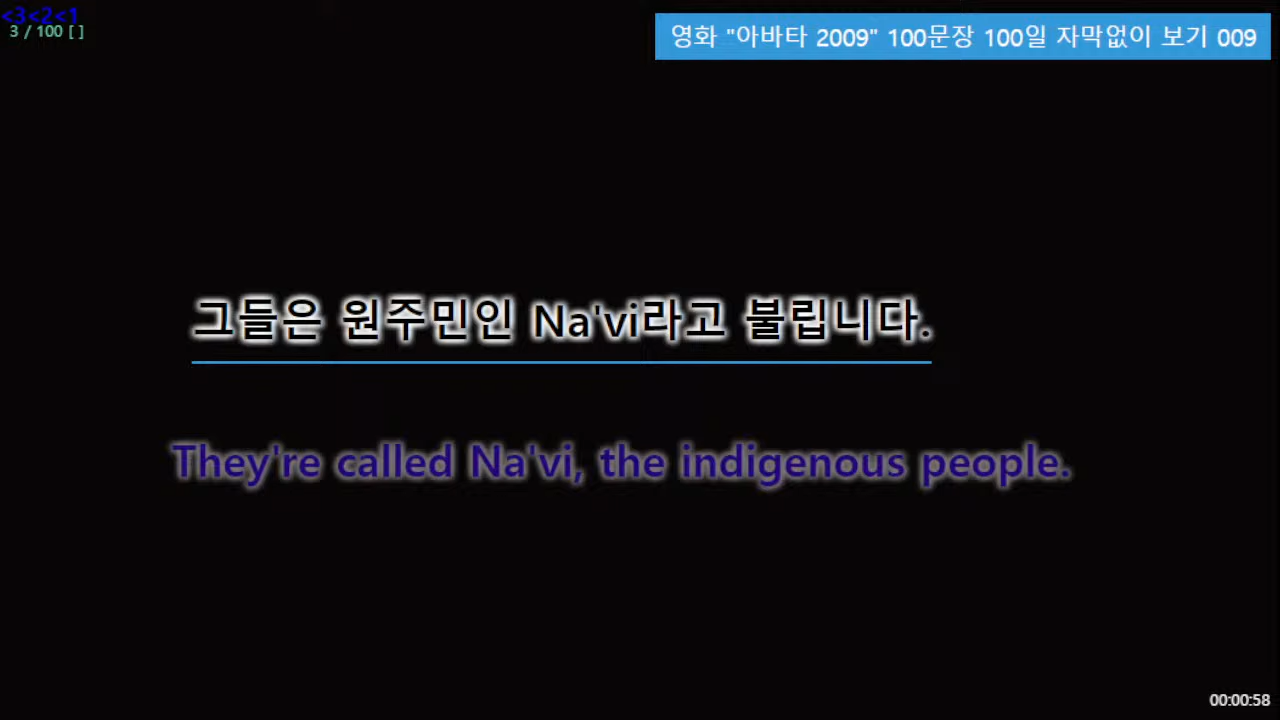 <3<2<1
3 / 100 [ ]
영화 "아바타 2009" 100문장 100일 자막없이 보기 009
그들은 원주민인 Na'vi라고 불립니다.
They're called Na'vi, the indigenous people.
00:00:58